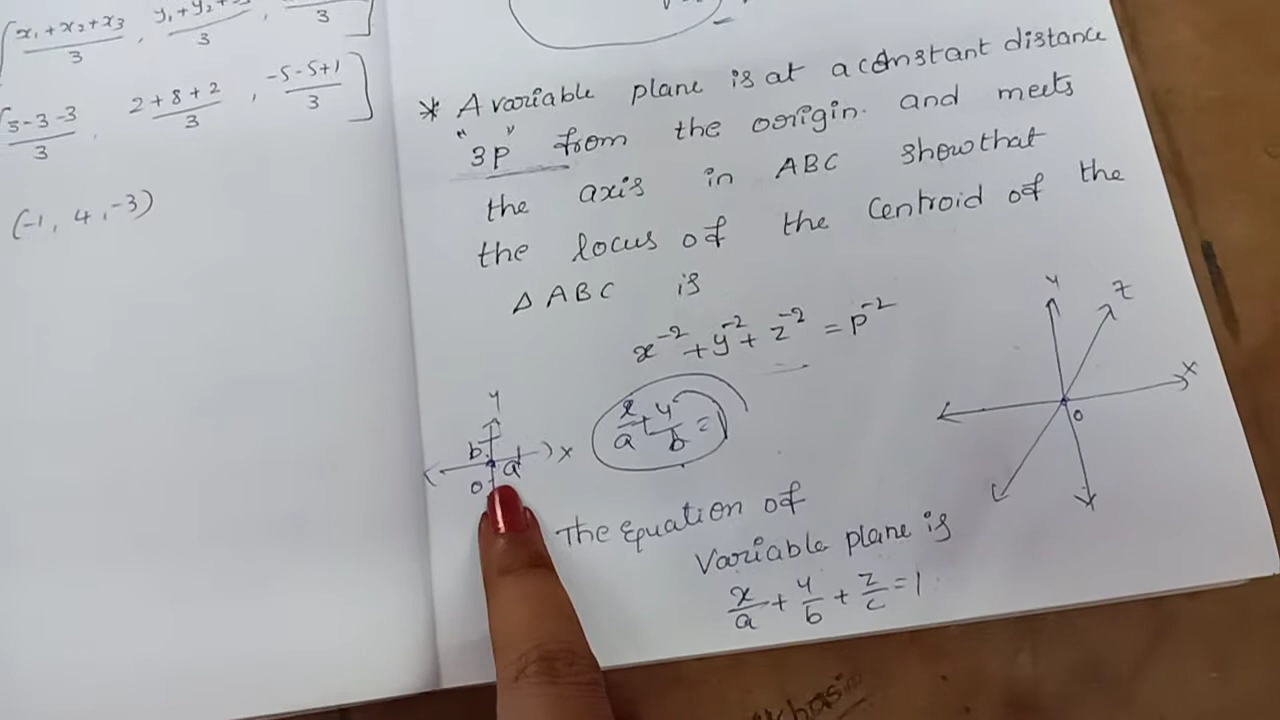 [x₁+x₂+x₃/3, y₁+y₂+/3, /3]
[5-3-3/3, 2+8+2/3, -5-5+1/3]
(-1, 4, -3)
* A variable plane is at a constant distance
"3P" from the origin. and meets
the axis in ABC show that
the locus of the Centroid of the
Δ ABC is
x⁻² + y⁻² + z⁻² = P⁻²
y
b
a
x
o
x/a + y/b = 1
y
z
x
o
The Equation of
Variable plane is
x/a + y/b + z/c = 1